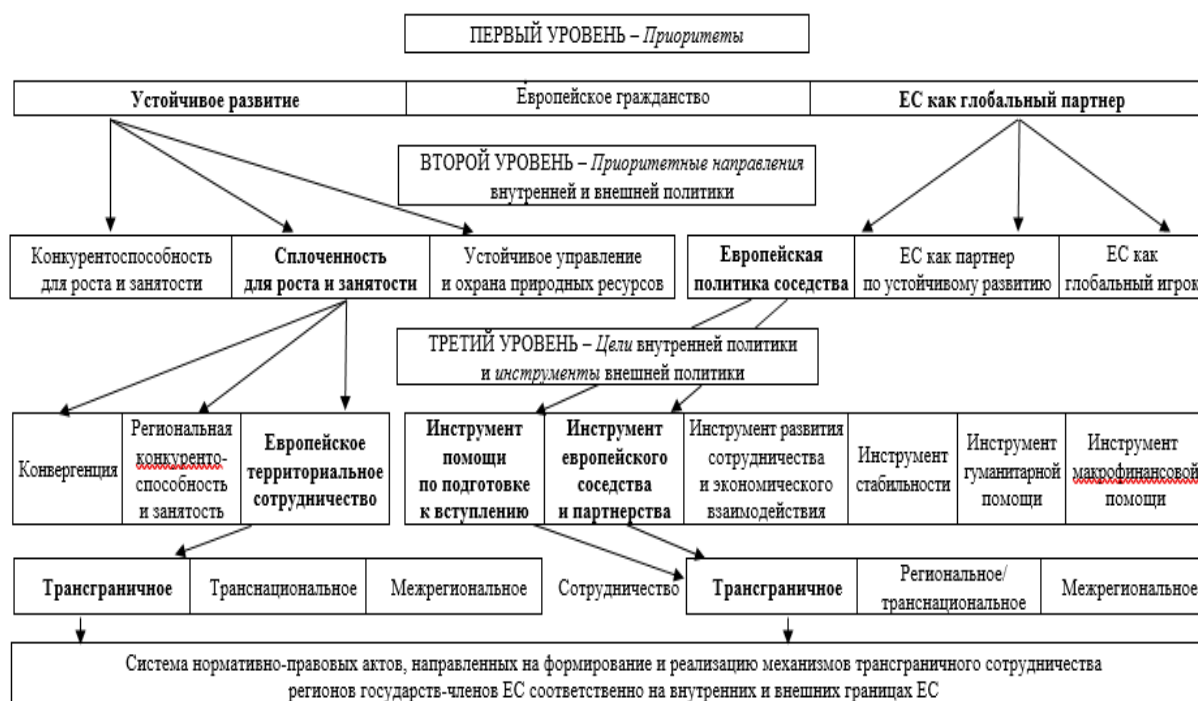 ПЕРВЫЙ УРОВЕНЬ – Приоритеты
Устойчивое развитие
Европейское гражданство
ЕС как глобальный партнер
ВТОРОЙ УРОВЕНЬ – Приоритетные направления
внутренней и внешней политики
Конкурентоспособность
для роста и занятости
Сплоченность
для роста и занятости
Устойчивое управление
и охрана природных ресурсов
Европейская
политика соседства
ЕС как партнер
по устойчивому развитию
ЕС как
глобальный игрок
ТРЕТИЙ УРОВЕНЬ – Цели внутренней политики
и инструменты внешней политики
Конвергенция
Региональная
конкуренто-
способность
и занятость
Европейское
территориальное
сотрудничество
Инструмент
помощи
по подготовке
к вступлению
Инструмент
европейского
соседства
и партнерства
Инструмент развития
сотрудничества
и экономического
взаимодействия
Инструмент
стабильности
Инструмент
гуманитарной
помощи
Инструмент
макрофинансовой
помощи
Трансграничное
Транснациональное
Межрегиональное
Сотрудничество
Трансграничное
Региональное/
транснациональное
Межрегиональное
Система нормативно-правовых актов, направленных на формирование и реализацию механизмов трансграничного сотрудничества
регионов государств-членов ЕС соответственно на внутренних и внешних границах ЕС